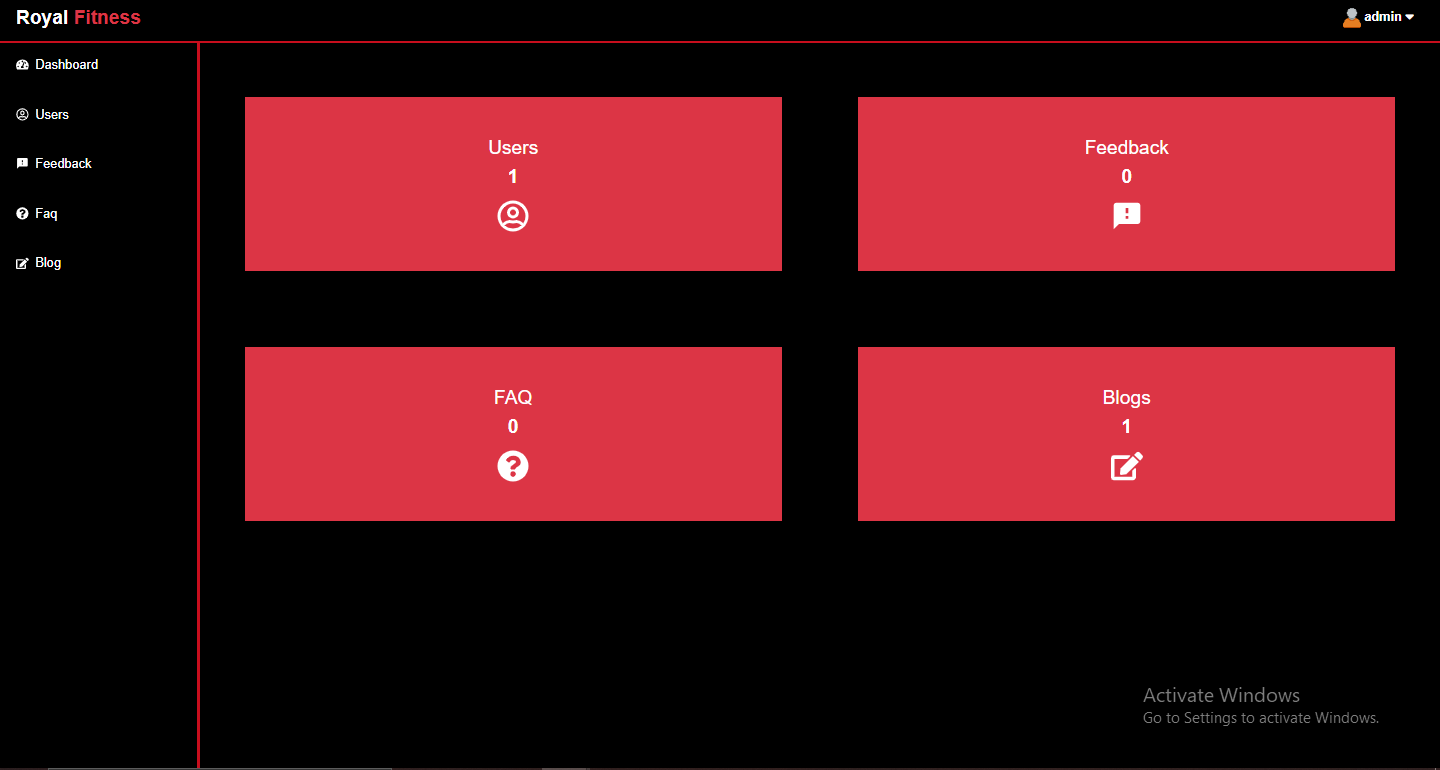 Royal Fitness
admin
Dashboard
Users
Feedback
Faq
Blog
Users
1
Feedback
0
FAQ
0
Blogs
1
Activate Windows
Go to Settings to activate Windows.